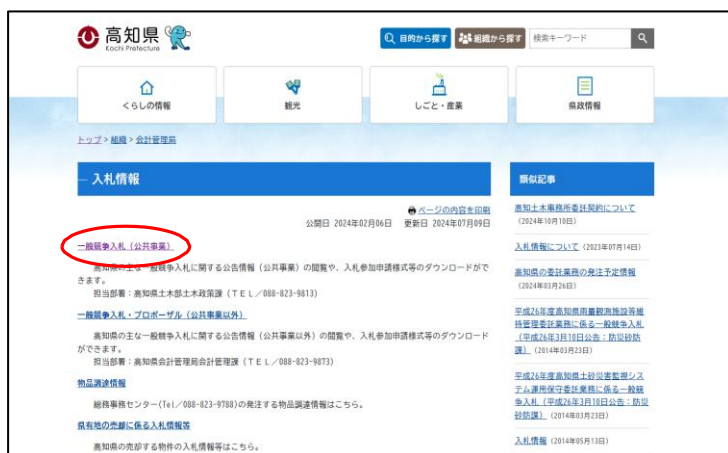 高知県
Kochi Prefecture
目的から探す
組織から探す
検索キーワード
くらしの情報
観光
しごと・産業
県政情報
トップ > 組織 > 会計管理局
入札情報
ページの内容を印刷
公開日 2024年02月06日 更新日 2024年07月09日
一般競争入札（公共事業）
高知県の主な一般競争入札に関する公告情報（公共事業）の閲覧や、入札参加申請様式等のダウンロードがで
きます。
担当部署：高知県土木部土木政策課（ＴＥＬ／088-823-9813）
一般競争入札・プロポーザル（公共事業以外）
高知県の主な一般競争入札に関する公告情報（公共事業以外）の閲覧や、入札参加申請様式等のダウンロード
ができます。
担当部署：高知県会計管理局会計管理課（ＴＥＬ／088-823-9873）
物品調達情報
総務事務センター(Tel／088-823-9788)の発注する物品調達情報はこちら。
県有地の売却に係る入札情報等
高知県の売却する物件の入札情報等はこちら。
類似記事
高知土木事務所委託契約について
（2024年10月10日）
入札情報について（2023年07月14日）
高知県の委託業務の発注予定情報
（2024年03月26日）
平成26年度高知県雨量観測施設等維
持管理委託業務に係る一般競争入札
（平成26年3月10日公告：防災砂防
課）（2014年03月23日）
平成26年度高知県土砂災害監視シス
テム運用保守委託業務に係る一般競
争入札（平成26年3月10日公告：防災
砂防課）（2014年03月23日）
入札情報（2014年05月13日）